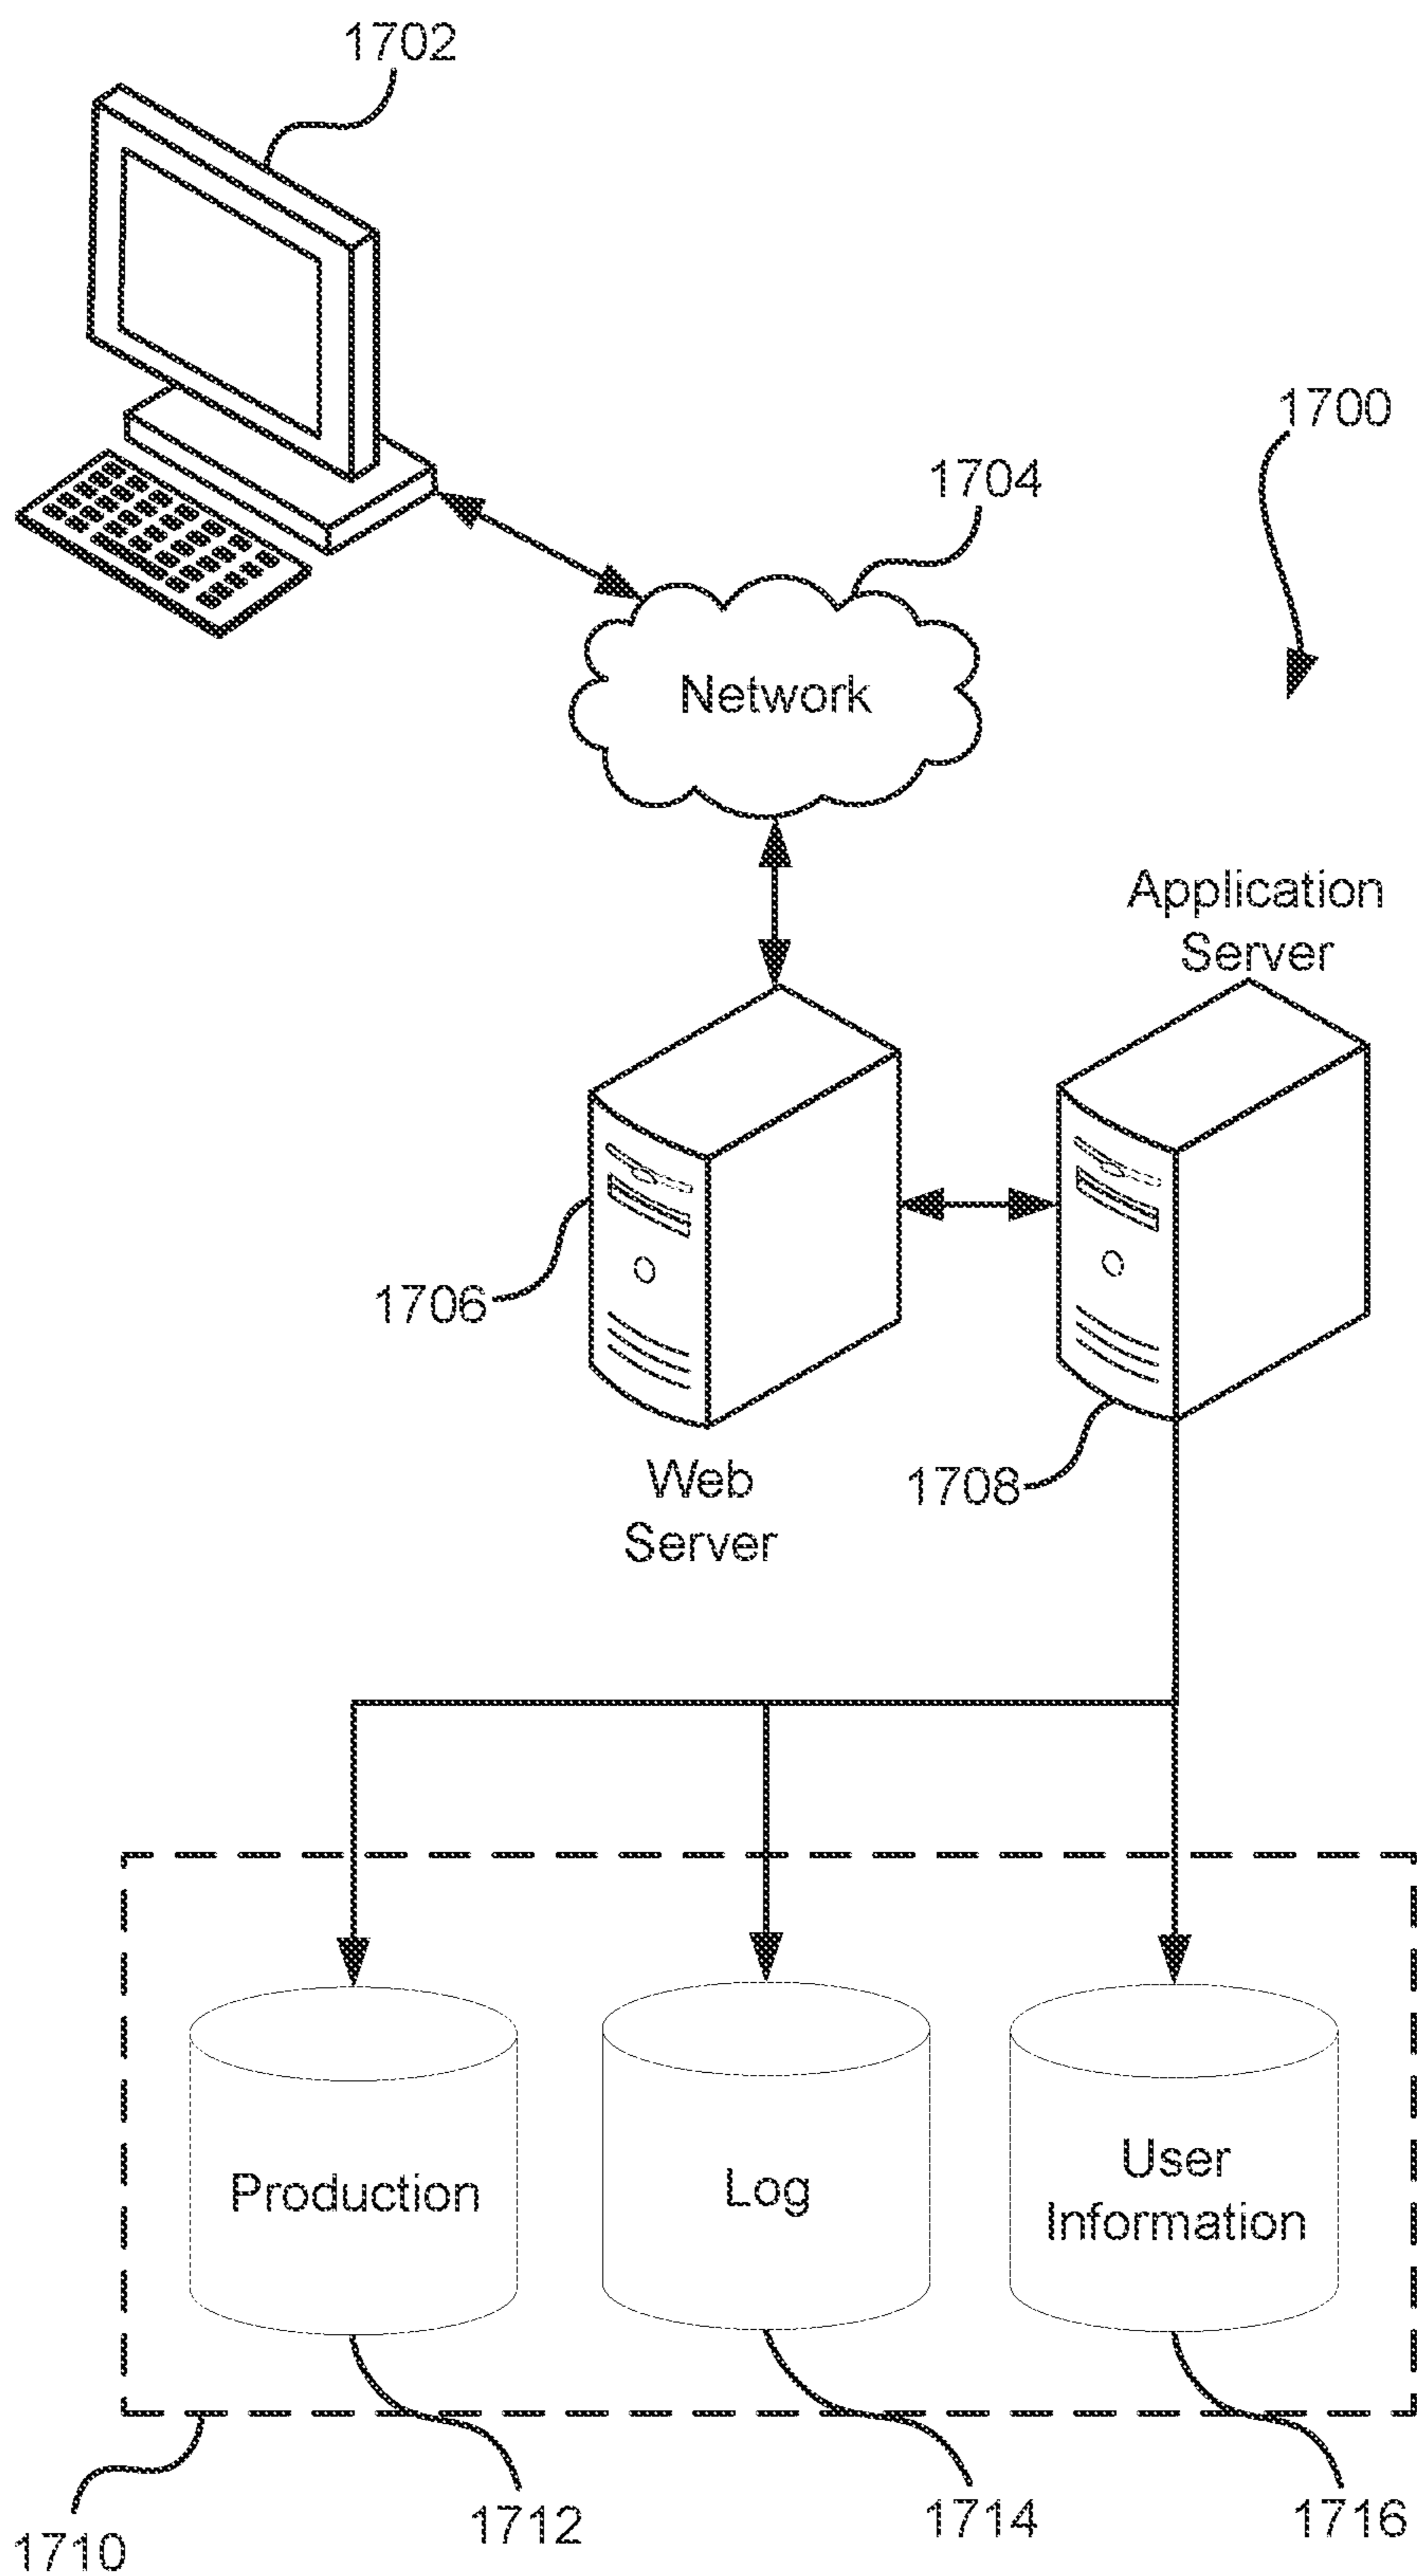 1702
1700
1704
Network
Application
Server
1706
Web
Server
1708
Production
Log
User
Information
1710
1712
1714
1716